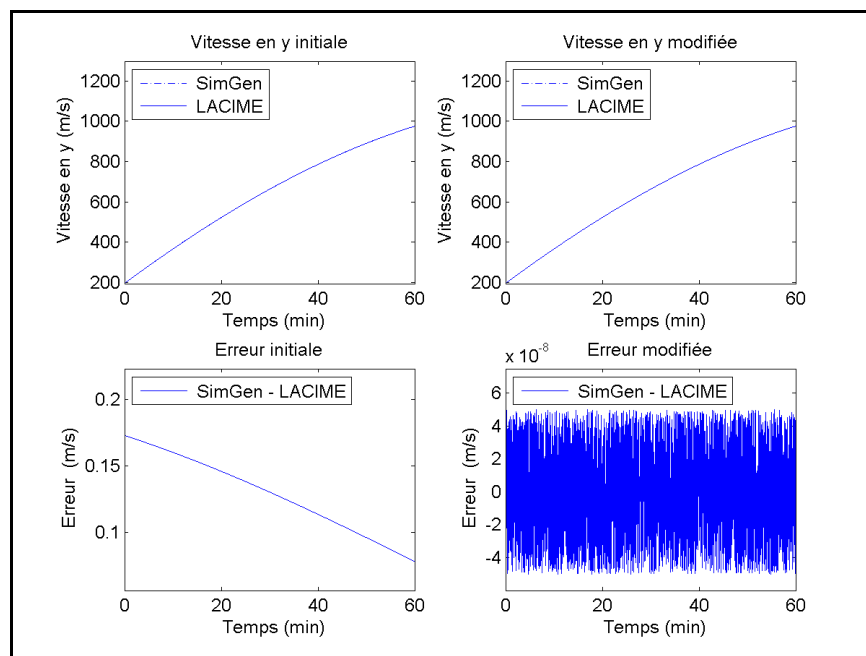 Vitesse en y initiale
Vitesse en y (m/s)
1200
1000
800
600
400
200
SimGen
LACIME
0
20
40
60
Temps (min)
Vitesse en y modifiée
Vitesse en y (m/s)
1200
1000
800
600
400
200
SimGen
LACIME
0
20
40
60
Temps (min)
Erreur initiale
Erreur (m/s)
0.2
0.15
0.1
SimGen - LACIME
0
20
40
60
Temps (min)
Erreur modifiée
x 10⁻⁸
Erreur (m/s)
6
4
2
0
-2
-4
SimGen - LACIME
0
20
40
60
Temps (min)